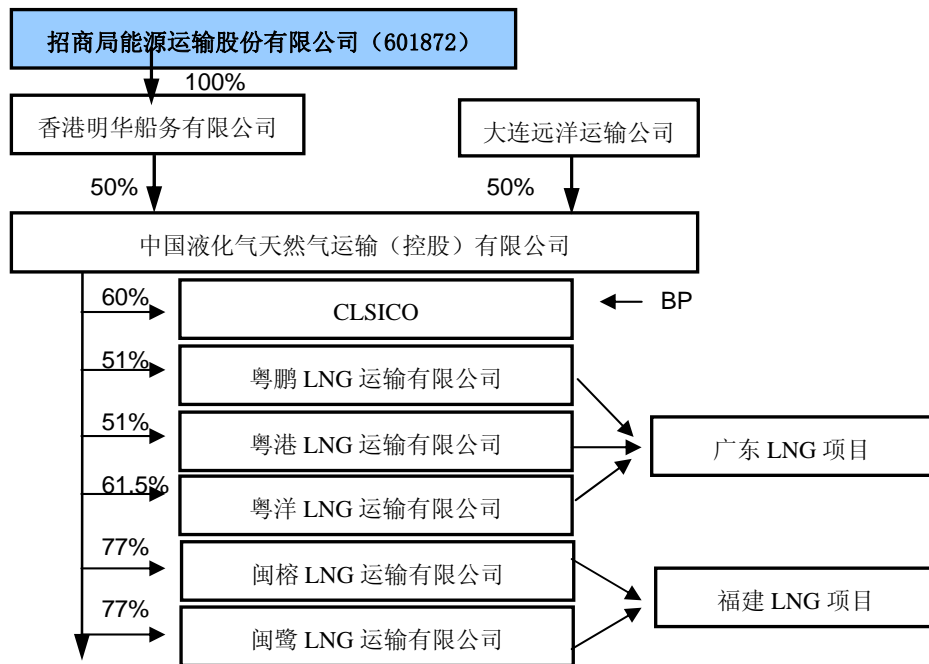 招商局能源运输股份有限公司（601872）
100%
香港明华船务有限公司
大连远洋运输公司
50%
50%
中国液化气天然气运输（控股）有限公司
60%
CLSICO
BP
51%
粤鹏 LNG 运输有限公司
51%
粤港 LNG 运输有限公司
广东 LNG 项目
61.5%
粤洋 LNG 运输有限公司
77%
闽榕 LNG 运输有限公司
福建 LNG 项目
77%
闽鹭 LNG 运输有限公司